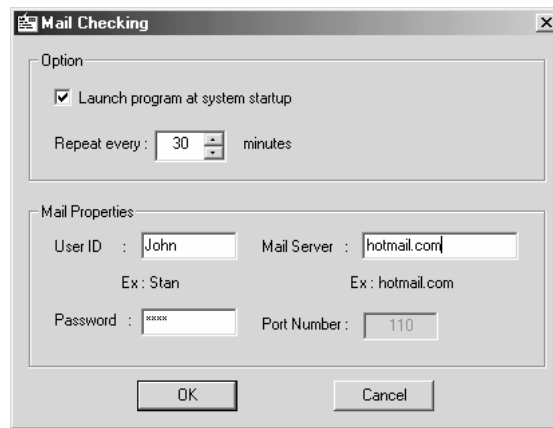 Mail Checking
Option
Launch program at system startup
Repeat every : 30 minutes
Mail Properties
User ID : John Mail Server : hotmail.com
Ex : Stan Ex : hotmail.com
Password : **** Port Number : 110
OK Cancel